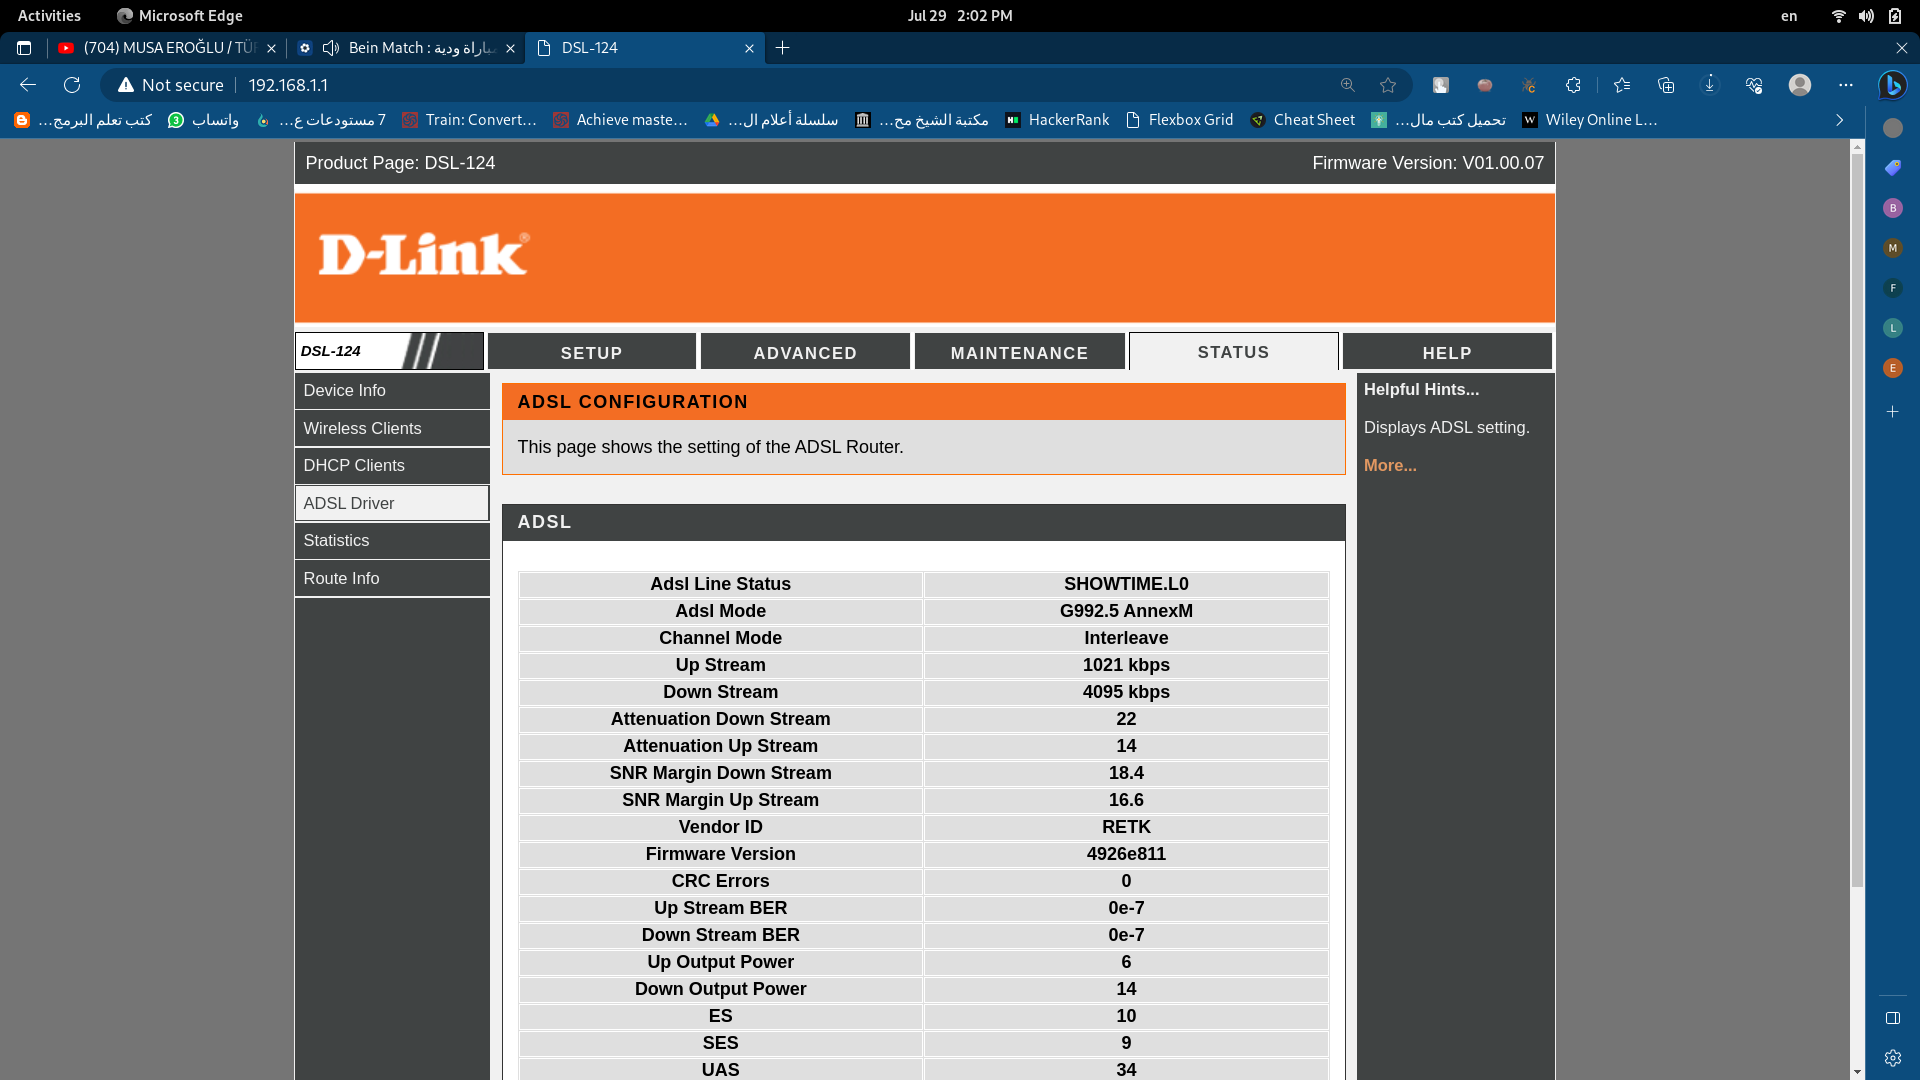 Activities Microsoft Edge Jul 29 2:02 PM en
(704) MUSA EROĞLU / TÜR Bein Match : مباراة ودية DSL-124
Not secure 192.168.1.1
كتب تعلم البرمج... واتساب 7 مستودعات ع... Train: Convert... Achieve maste... سلسلة أعلام ال... مكتبة الشيخ مح... HackerRank Flexbox Grid Cheat Sheet تحميل كتب مال... Wiley Online L...
Product Page: DSL-124 Firmware Version: V01.00.07
D-Link
DSL-124 SETUP ADVANCED MAINTENANCE STATUS HELP
Device Info
Wireless Clients
DHCP Clients
ADSL Driver
Statistics
Route Info
ADSL CONFIGURATION
This page shows the setting of the ADSL Router.
ADSL
Adsl Line Status SHOWTIME.L0
Adsl Mode G992.5 AnnexM
Channel Mode Interleave
Up Stream 1021 kbps
Down Stream 4095 kbps
Attenuation Down Stream 22
Attenuation Up Stream 14
SNR Margin Down Stream 18.4
SNR Margin Up Stream 16.6
Vendor ID RETK
Firmware Version 4926e811
CRC Errors 0
Up Stream BER 0e-7
Down Stream BER 0e-7
Up Output Power 6
Down Output Power 14
ES 10
SES 9
UAS 34
Helpful Hints...
Displays ADSL setting.
More...
B
M
F
L
E